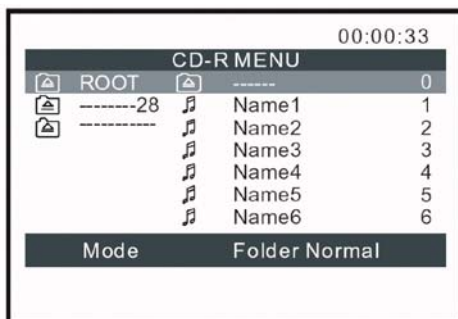 00:00:33
CD-R MENU
ROOT ------ 0
--------28 Name1 1
----------- Name2 2
Name3 3
Name4 4
Name5 5
Name6 6
Mode Folder Normal